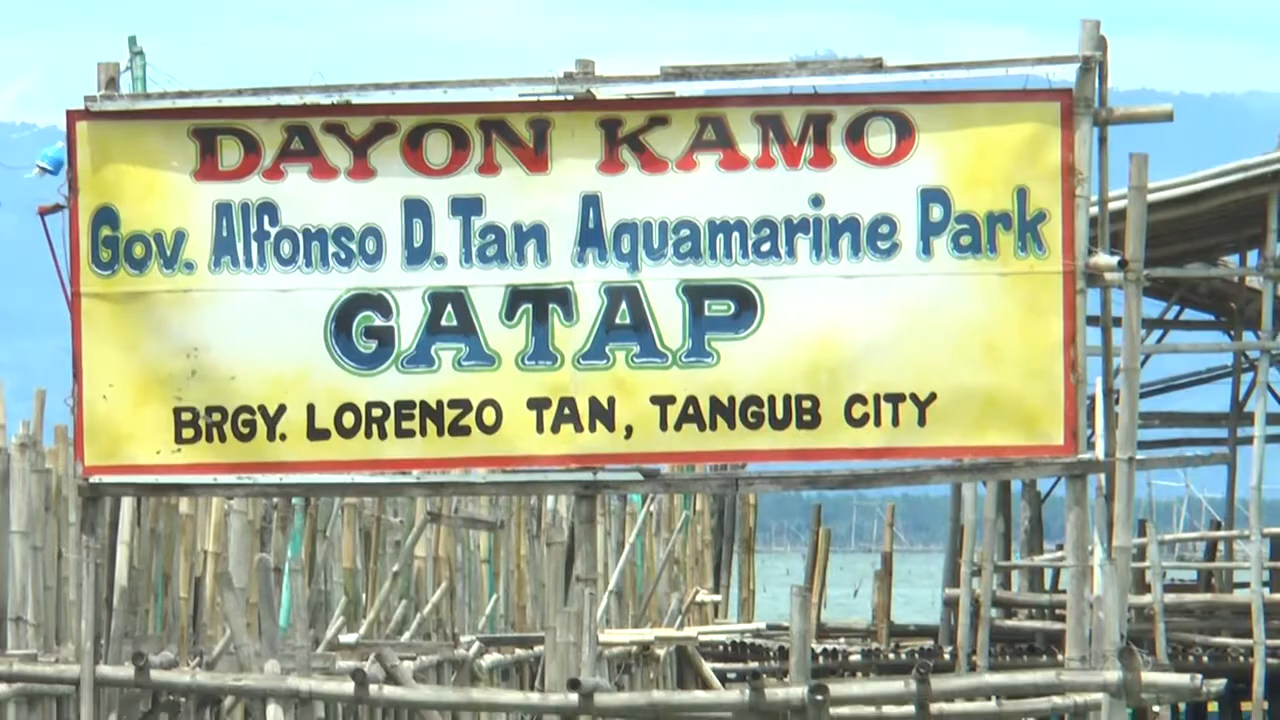 DAYON KAMO
Gov. Alfonso D. Tan Aquamarine Park
GATAP
BRGY. LORENZO TAN, TANGUB CITY